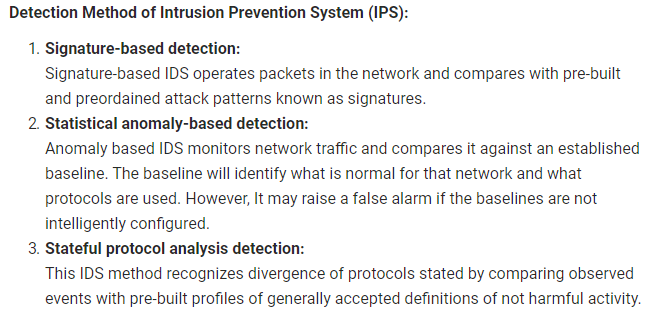 Detection Method of Intrusion Prevention System (IPS):
1. Signature-based detection:
Signature-based IDS operates packets in the network and compares with pre-built
and preordained attack patterns known as signatures.
2. Statistical anomaly-based detection:
Anomaly based IDS monitors network traffic and compares it against an established
baseline. The baseline will identify what is normal for that network and what
protocols are used. However, It may raise a false alarm if the baselines are not
intelligently configured.
3. Stateful protocol analysis detection:
This IDS method recognizes divergence of protocols stated by comparing observed
events with pre-built profiles of generally accepted definitions of not harmful activity.